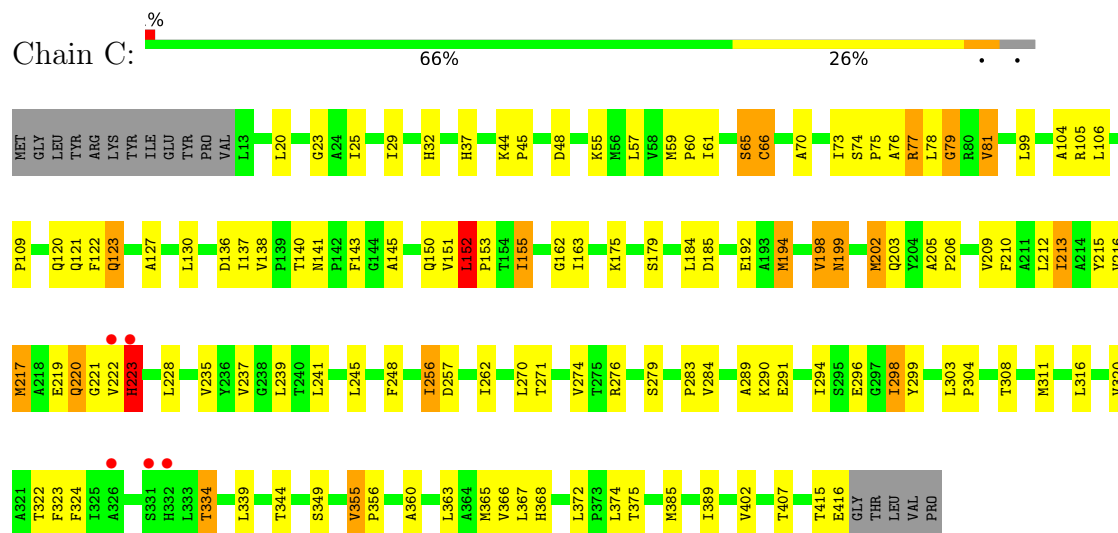 .%
Chain C:
66%
26%
•
•
MET GLY LEU TYR ARG LYS TYR ILE GLU TYR PRO VAL L13 L20 G23 A24 I25 I29 H32 H37 K44 P45 D48 K55 M56 L57 V58 M59 P60 I61 S65 C66 A70 I73 S74 P75 A76 R77 L78 G79 R80 V81 L99 A104 R105 L106
P109 Q120 Q121 F122 Q123 A127 L130 D136 I137 V138 P139 T140 N141 P142 F143 G144 A145 Q150 V151 L152 P153 T154 I155 G162 I163 K175 S179 L184 D185 E192 A193 M194 V198 N199 M202 Q203 Y204 A205 P206 V209 F210 A211 L212 I213 A214 Y215
M217 A218 E219 Q220 G221 V222 H223 L228 V235 Y236 V237 G238 L239 T240 L241 L245 F248 I256 D257 I262 L270 T271 V274 T275 R276 S279 P283 V284 A289 K290 E291 I294 S295 E296 G297 I298 Y299 L303 P304 T308 M311 L316
A321 T322 F323 F324 I325 A326 S331 H332 L333 T334 L339 T344 S349 V355 P356 A360 L363 A364 M365 V366 L367 H368 L372 P373 L374 T375 M385 I389 V402 T407 T415 E416 GLY THR LEU VAL PRO